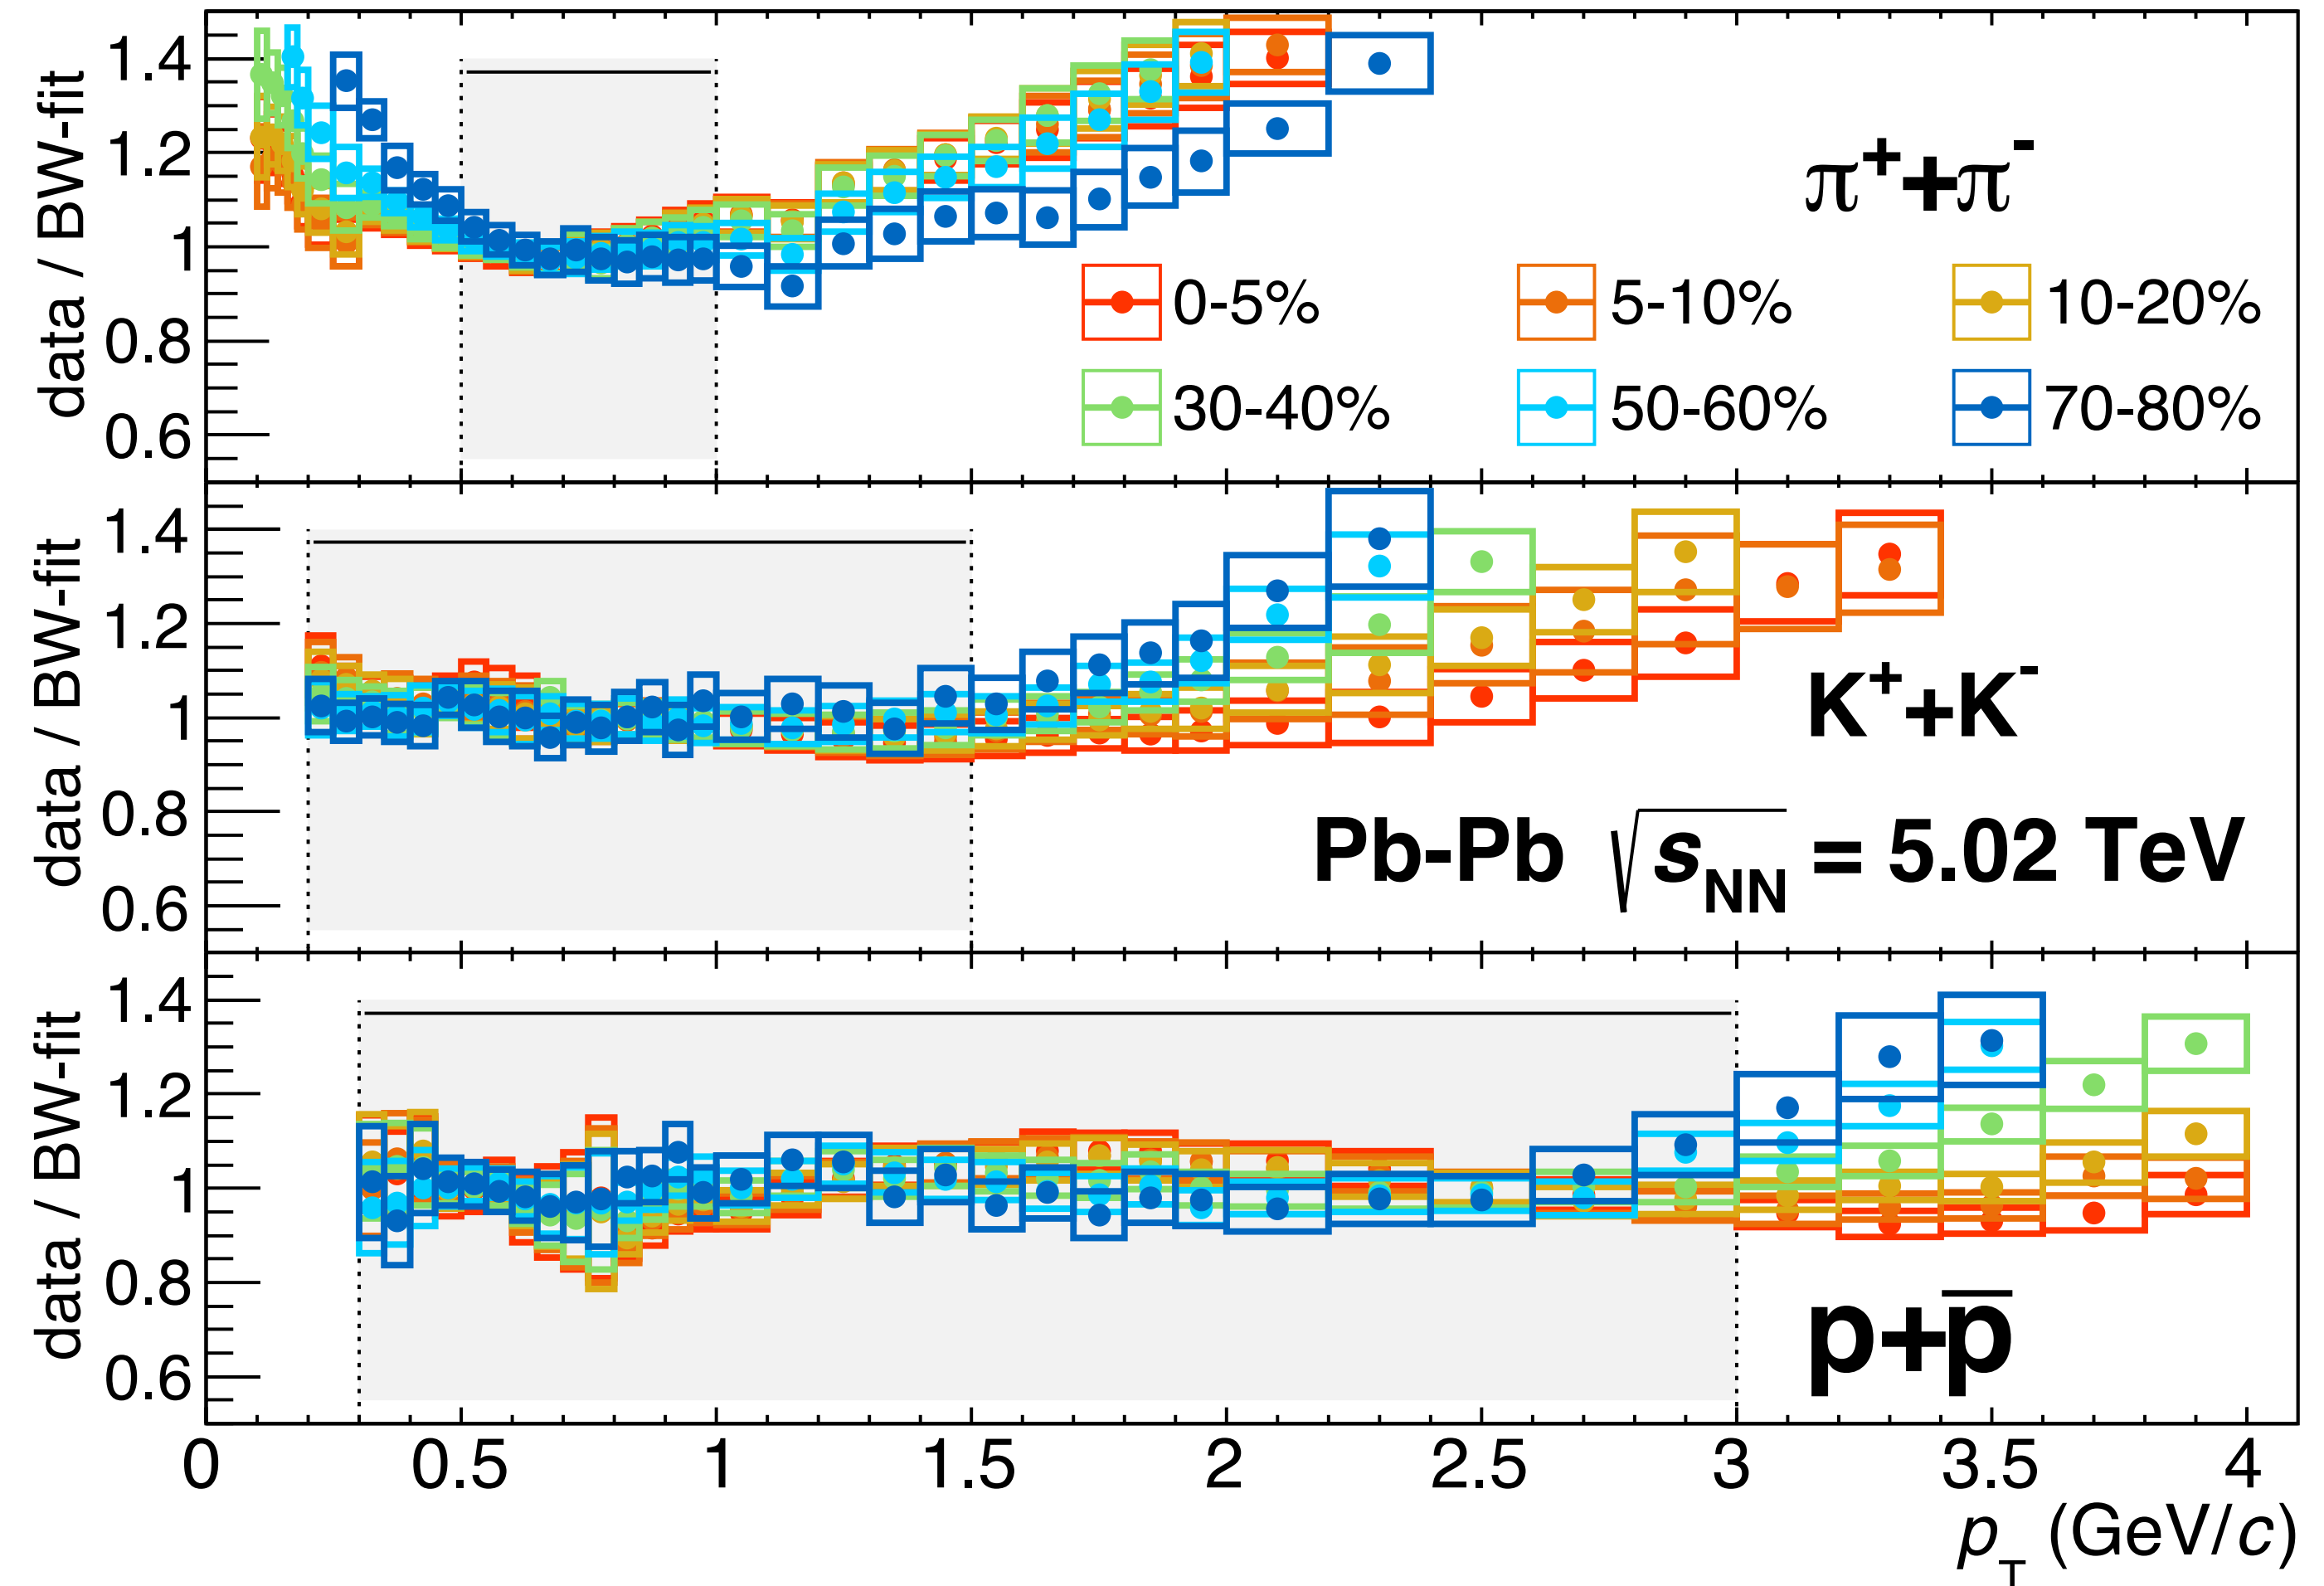 data / BW-fit
1.4
1.2
1
0.8
0.6
π⁺+π⁻
0-5% 5-10% 10-20%
30-40% 50-60% 70-80%
data / BW-fit
1.4
1.2
1
0.8
0.6
K⁺+K⁻
Pb-Pb √s_NN = 5.02 TeV
data / BW-fit
1.4
1.2
1
0.8
0.6
p+p̅
0 0.5 1 1.5 2 2.5 3 3.5 4
p_T (GeV/c)